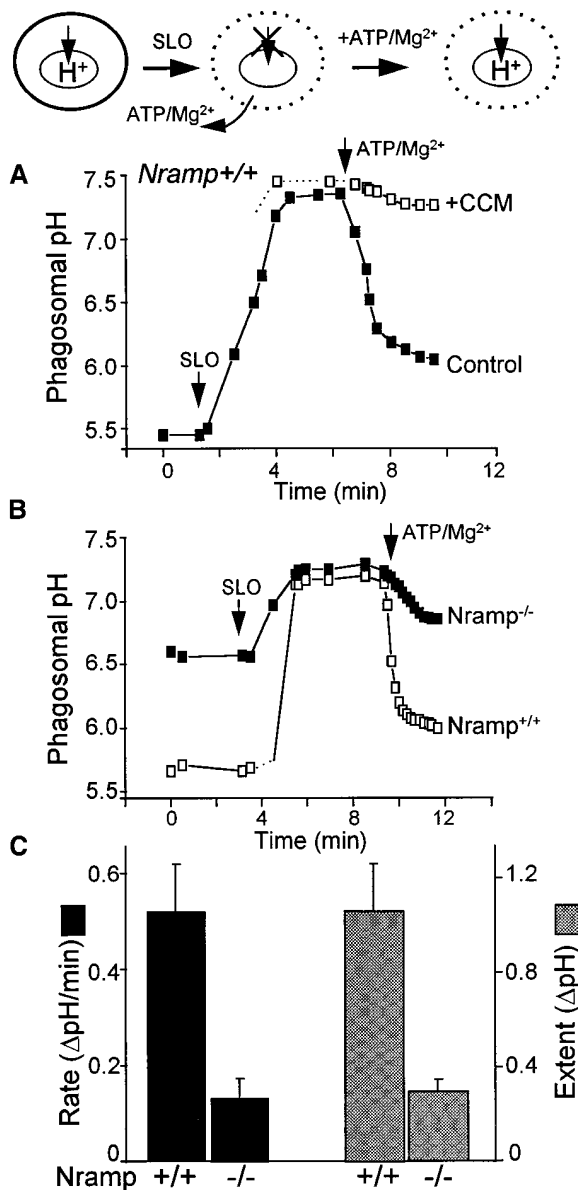 SLO
+ATP/Mg²⁺
H⁺
H⁺
ATP/Mg²⁺
A
Nramp+/+
ATP/Mg²⁺
7.5
+CCM
7.0
Phagosomal pH
6.5
SLO
6.0
Control
5.5
0 4 8 12
Time (min)
B
ATP/Mg²⁺
7.5
SLO
7.0
Nramp⁻/⁻
Phagosomal pH
6.5
6.0
Nramp⁺/⁺
5.5
0 4 8 12
Time (min)
C
0.6
1.2
Rate (ΔpH/min)
Extent (ΔpH)
0.4
0.8
0.2
0.4
0
0
Nramp +/+ -/- +/+ -/-